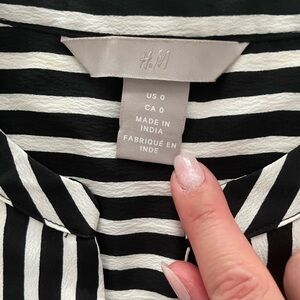 H&M
US 0
CA 0
MADE IN
INDIA
FABRIQUÉ EN
INDE